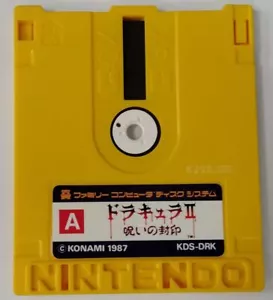 ファミリー コンピュータ ディスク システム
A
ドラキュラII
呪いの封印
© KONAMI 1987 KDS-DRK
NINTENDO